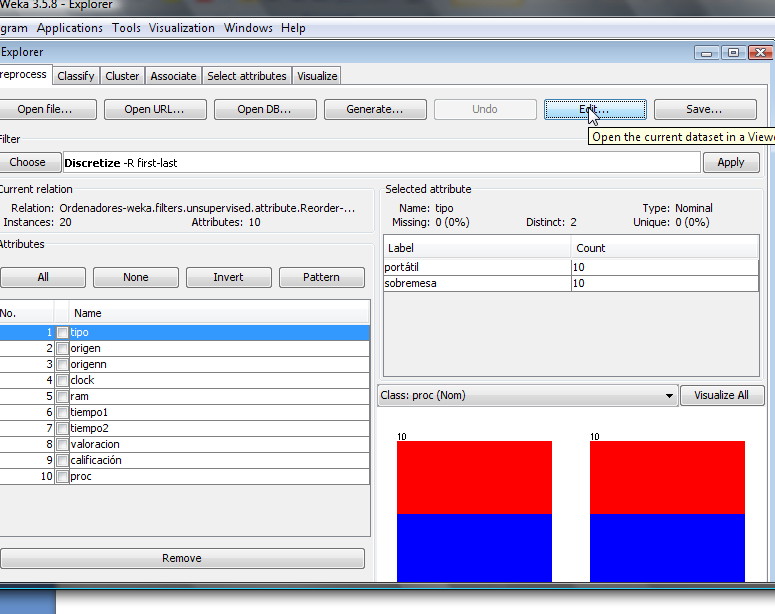 Weka 3.5.8 - Explorer
gram Applications Tools Visualization Windows Help
Explorer
reprocess Classify Cluster Associate Select attributes Visualize
Open file... Open URL... Open DB... Generate... Undo Edit... Save...
Open the current dataset in a Viewe
Filter
Choose Discretize -R first-last Apply
Current relation
Relation: Ordenadores-weka.filters.unsupervised.attribute.Reorder-...
Instances: 20 Attributes: 10
Attributes
All None Invert Pattern
No. Name
1 tipo
2 origen
3 origenn
4 clock
5 ram
6 tiempo1
7 tiempo2
8 valoracion
9 calificación
10 proc
Remove
Selected attribute
Name: tipo Type: Nominal
Missing: 0 (0%) Distinct: 2 Unique: 0 (0%)
Label Count
portátil 10
sobremesa 10
Class: proc (Nom) Visualize All
10 10